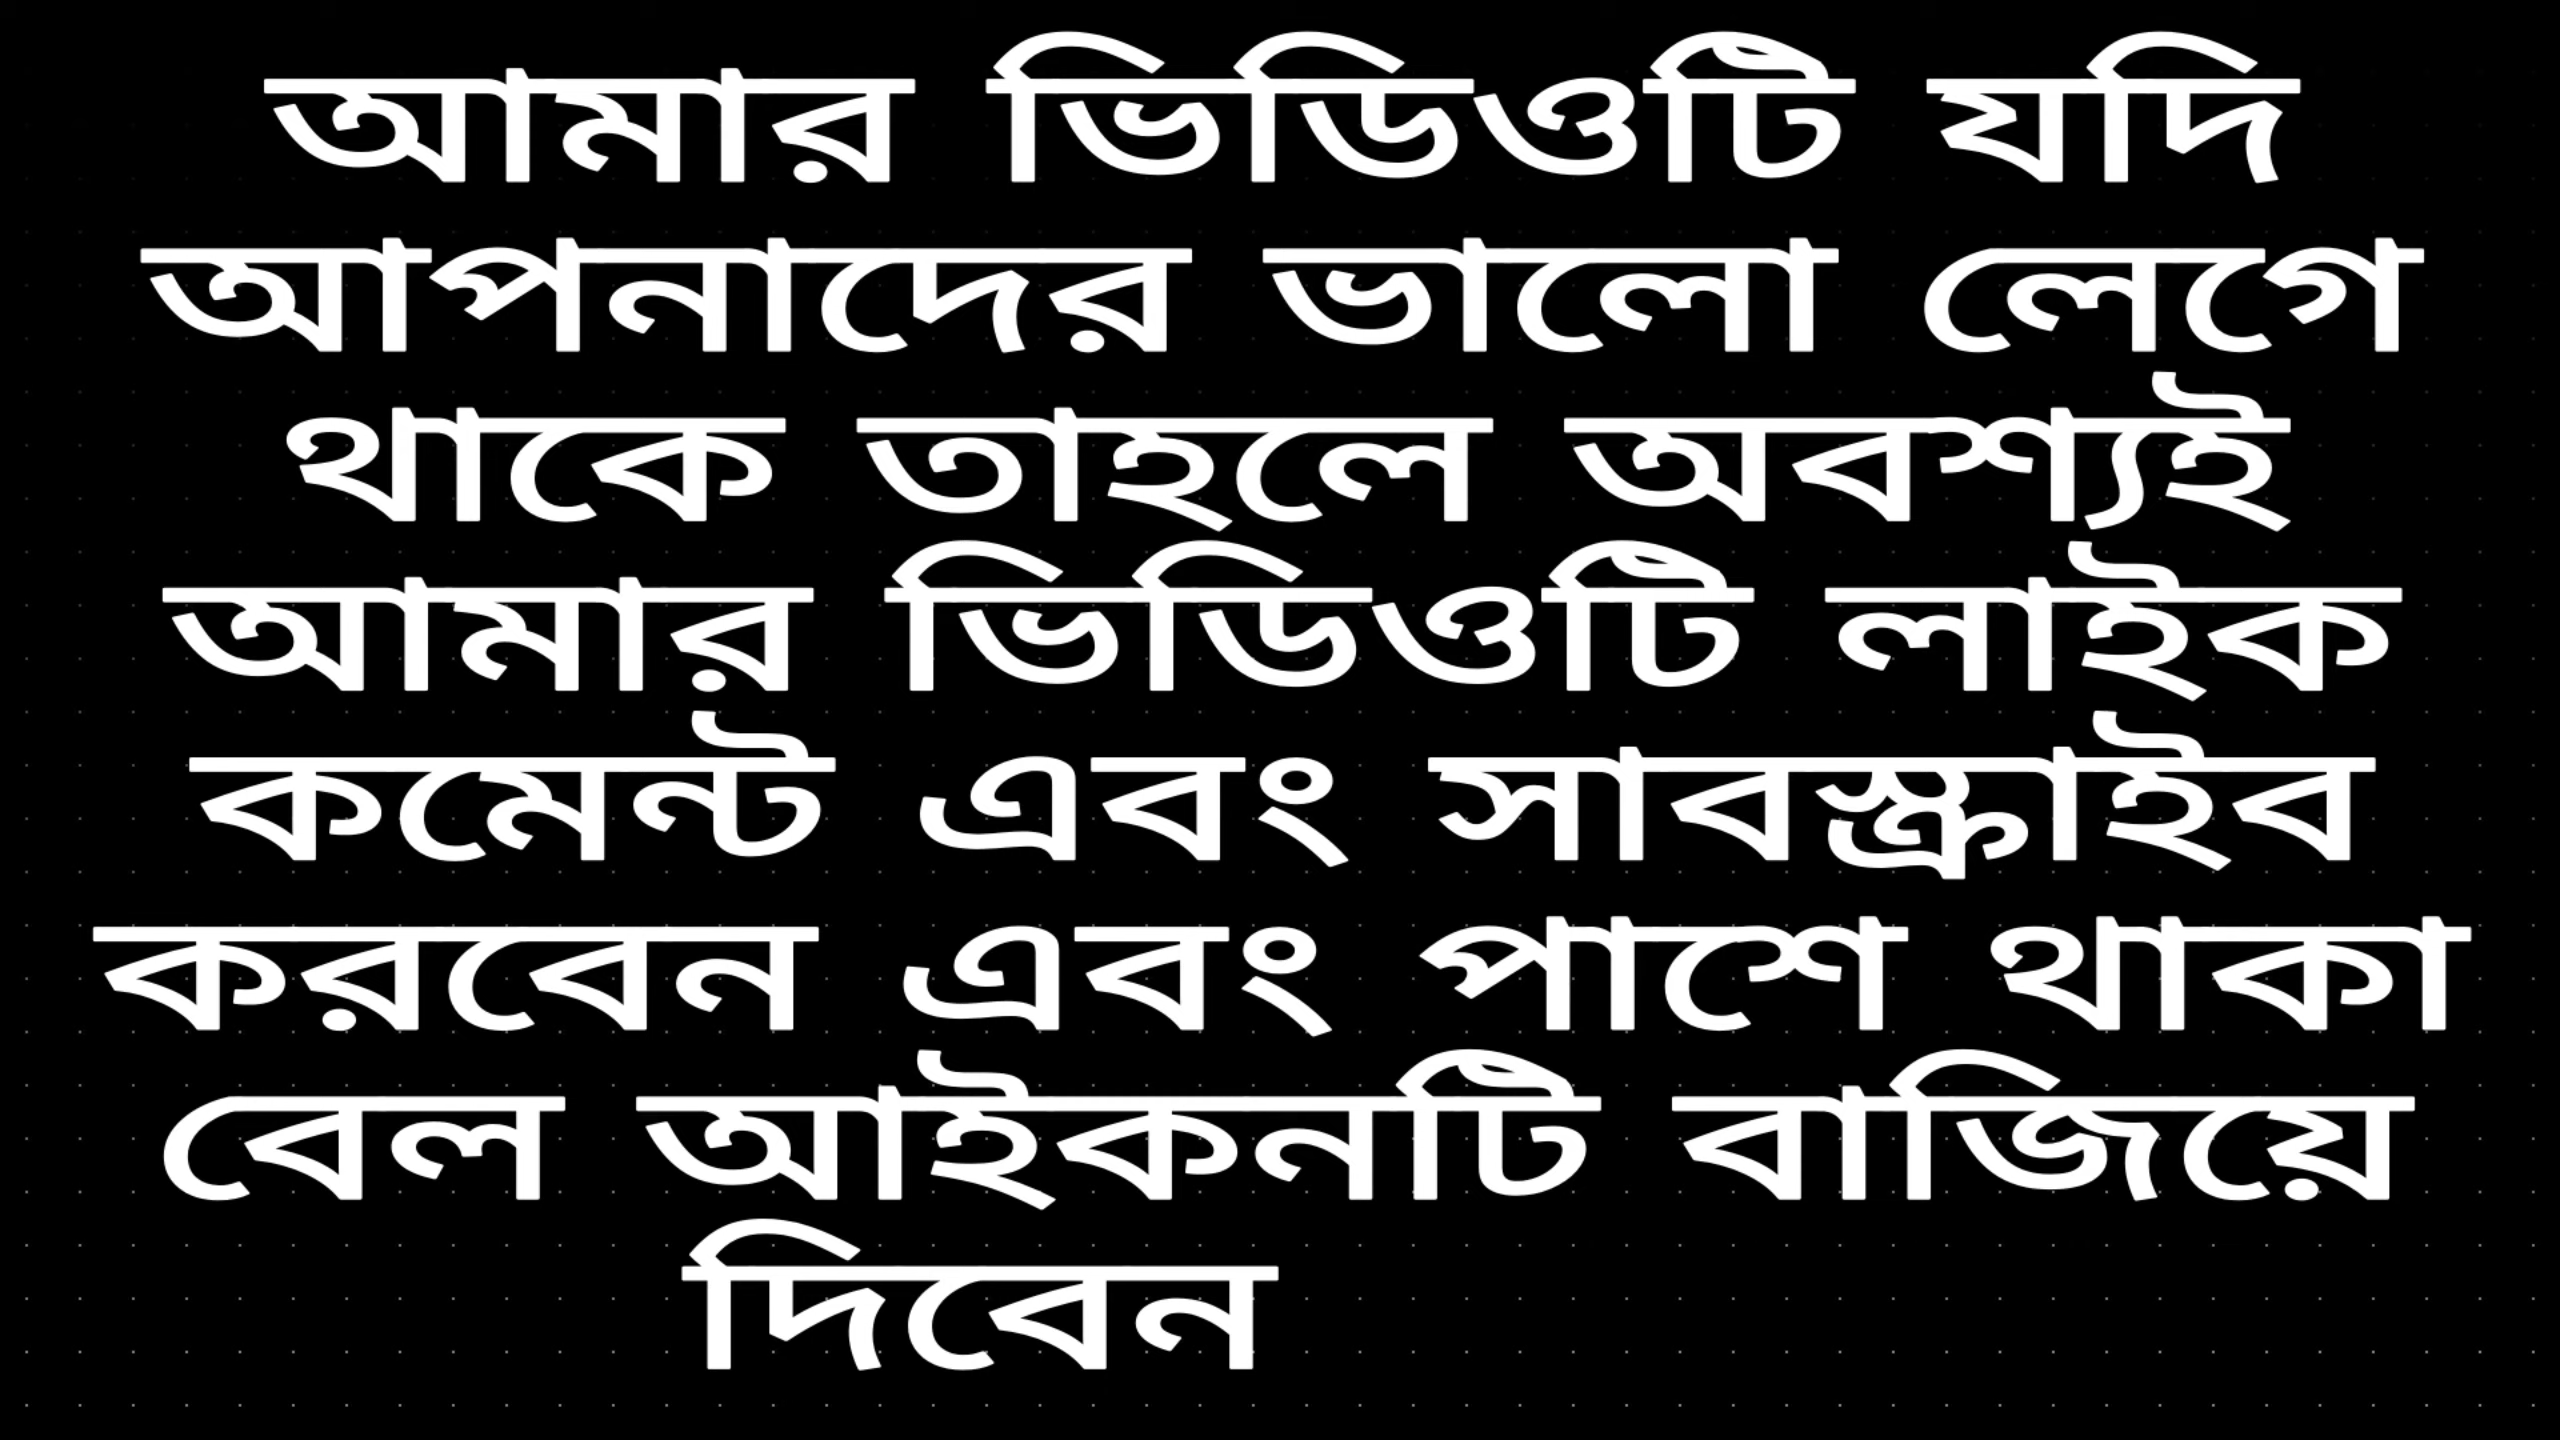 আমার ভিডিওটি যদি
আপনাদের ভালো লেগে
থাকে তাহলে অবশ্যই
আমার ভিডিওটি লাইক
কমেন্ট এবং সাবস্ক্রাইব
করবেন এবং পাশে থাকা
বেল আইকনটি বাজিয়ে
দিবেন